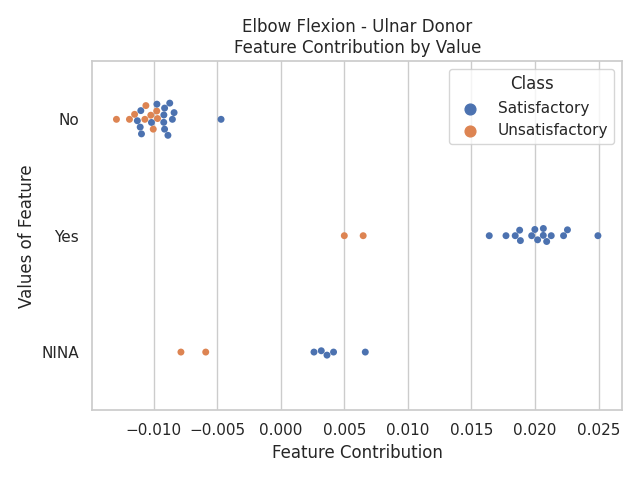 Elbow Flexion - Ulnar Donor
Feature Contribution by Value
Class
Satisfactory
Unsatisfactory
Values of Feature
No
Yes
NINA
−0.010 −0.005 0.000 0.005 0.010 0.015 0.020 0.025
Feature Contribution